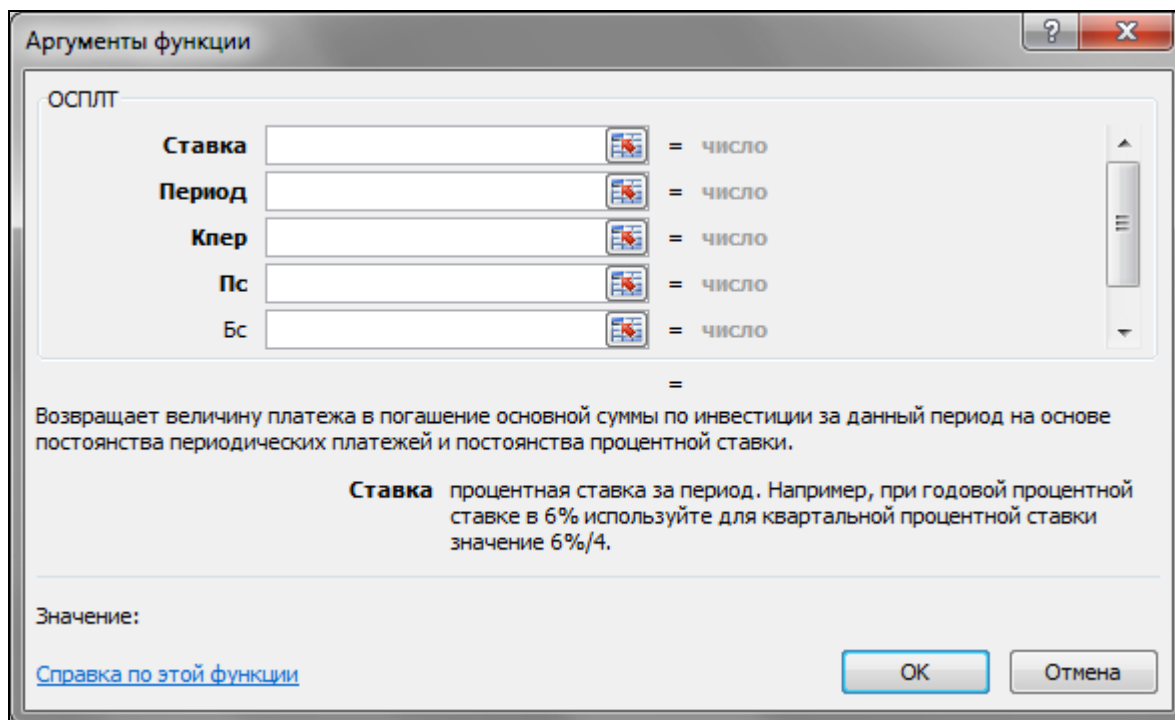 Аргументы функции
ОСПЛТ
Ставка = число
Период = число
Кпер = число
Пс = число
Бс = число
=
Возвращает величину платежа в погашение основной суммы по инвестиции за данный период на основе
постоянства периодических платежей и постоянства процентной ставки.
Ставка процентная ставка за период. Например, при годовой процентной
ставке в 6% используйте для квартальной процентной ставки
значение 6%/4.
Значение:
Справка по этой функции
ОК
Отмена